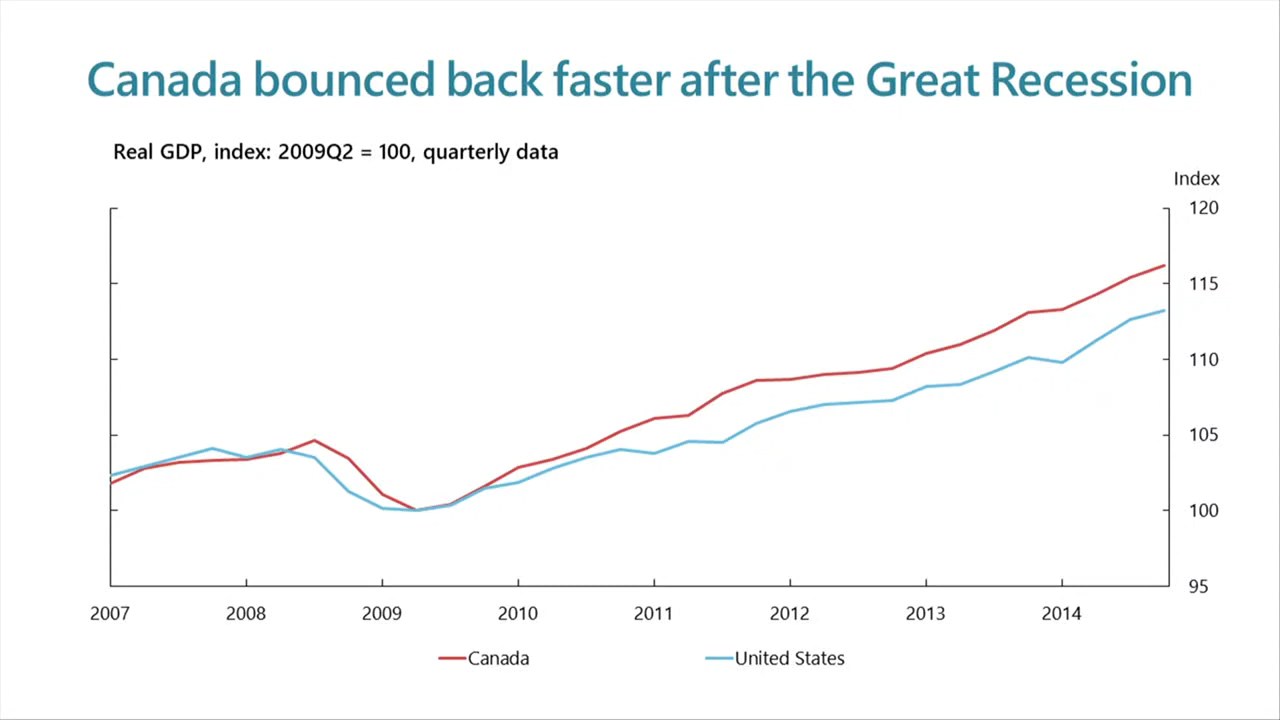 Canada bounced back faster after the Great Recession
Real GDP, index: 2009Q2 = 100, quarterly data
Index
120
115
110
105
100
95
2007 2008 2009 2010 2011 2012 2013 2014
Canada United States